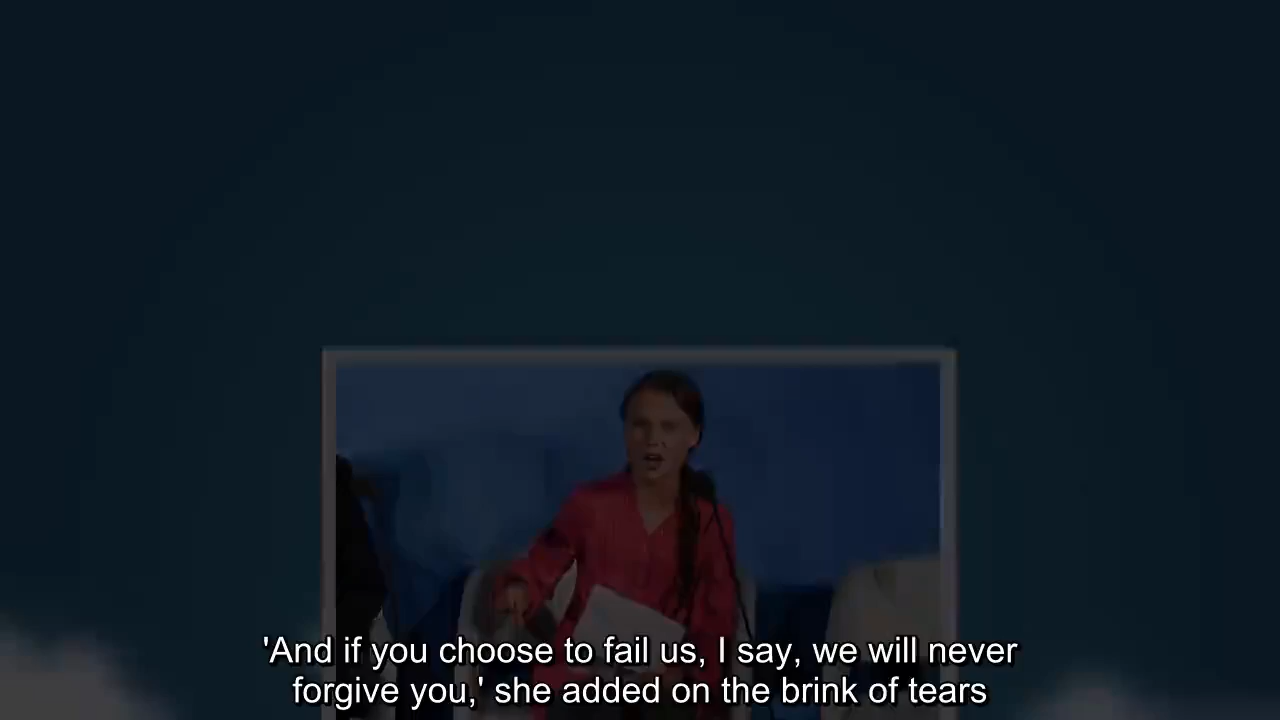 'And if you choose to fail us, I say, we will never
forgive you,' she added on the brink of tears